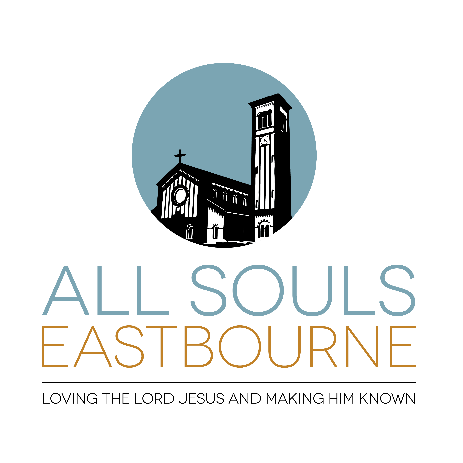 ALL SOULS
EASTBOURNE
LOVING THE LORD JESUS AND MAKING HIM KNOWN